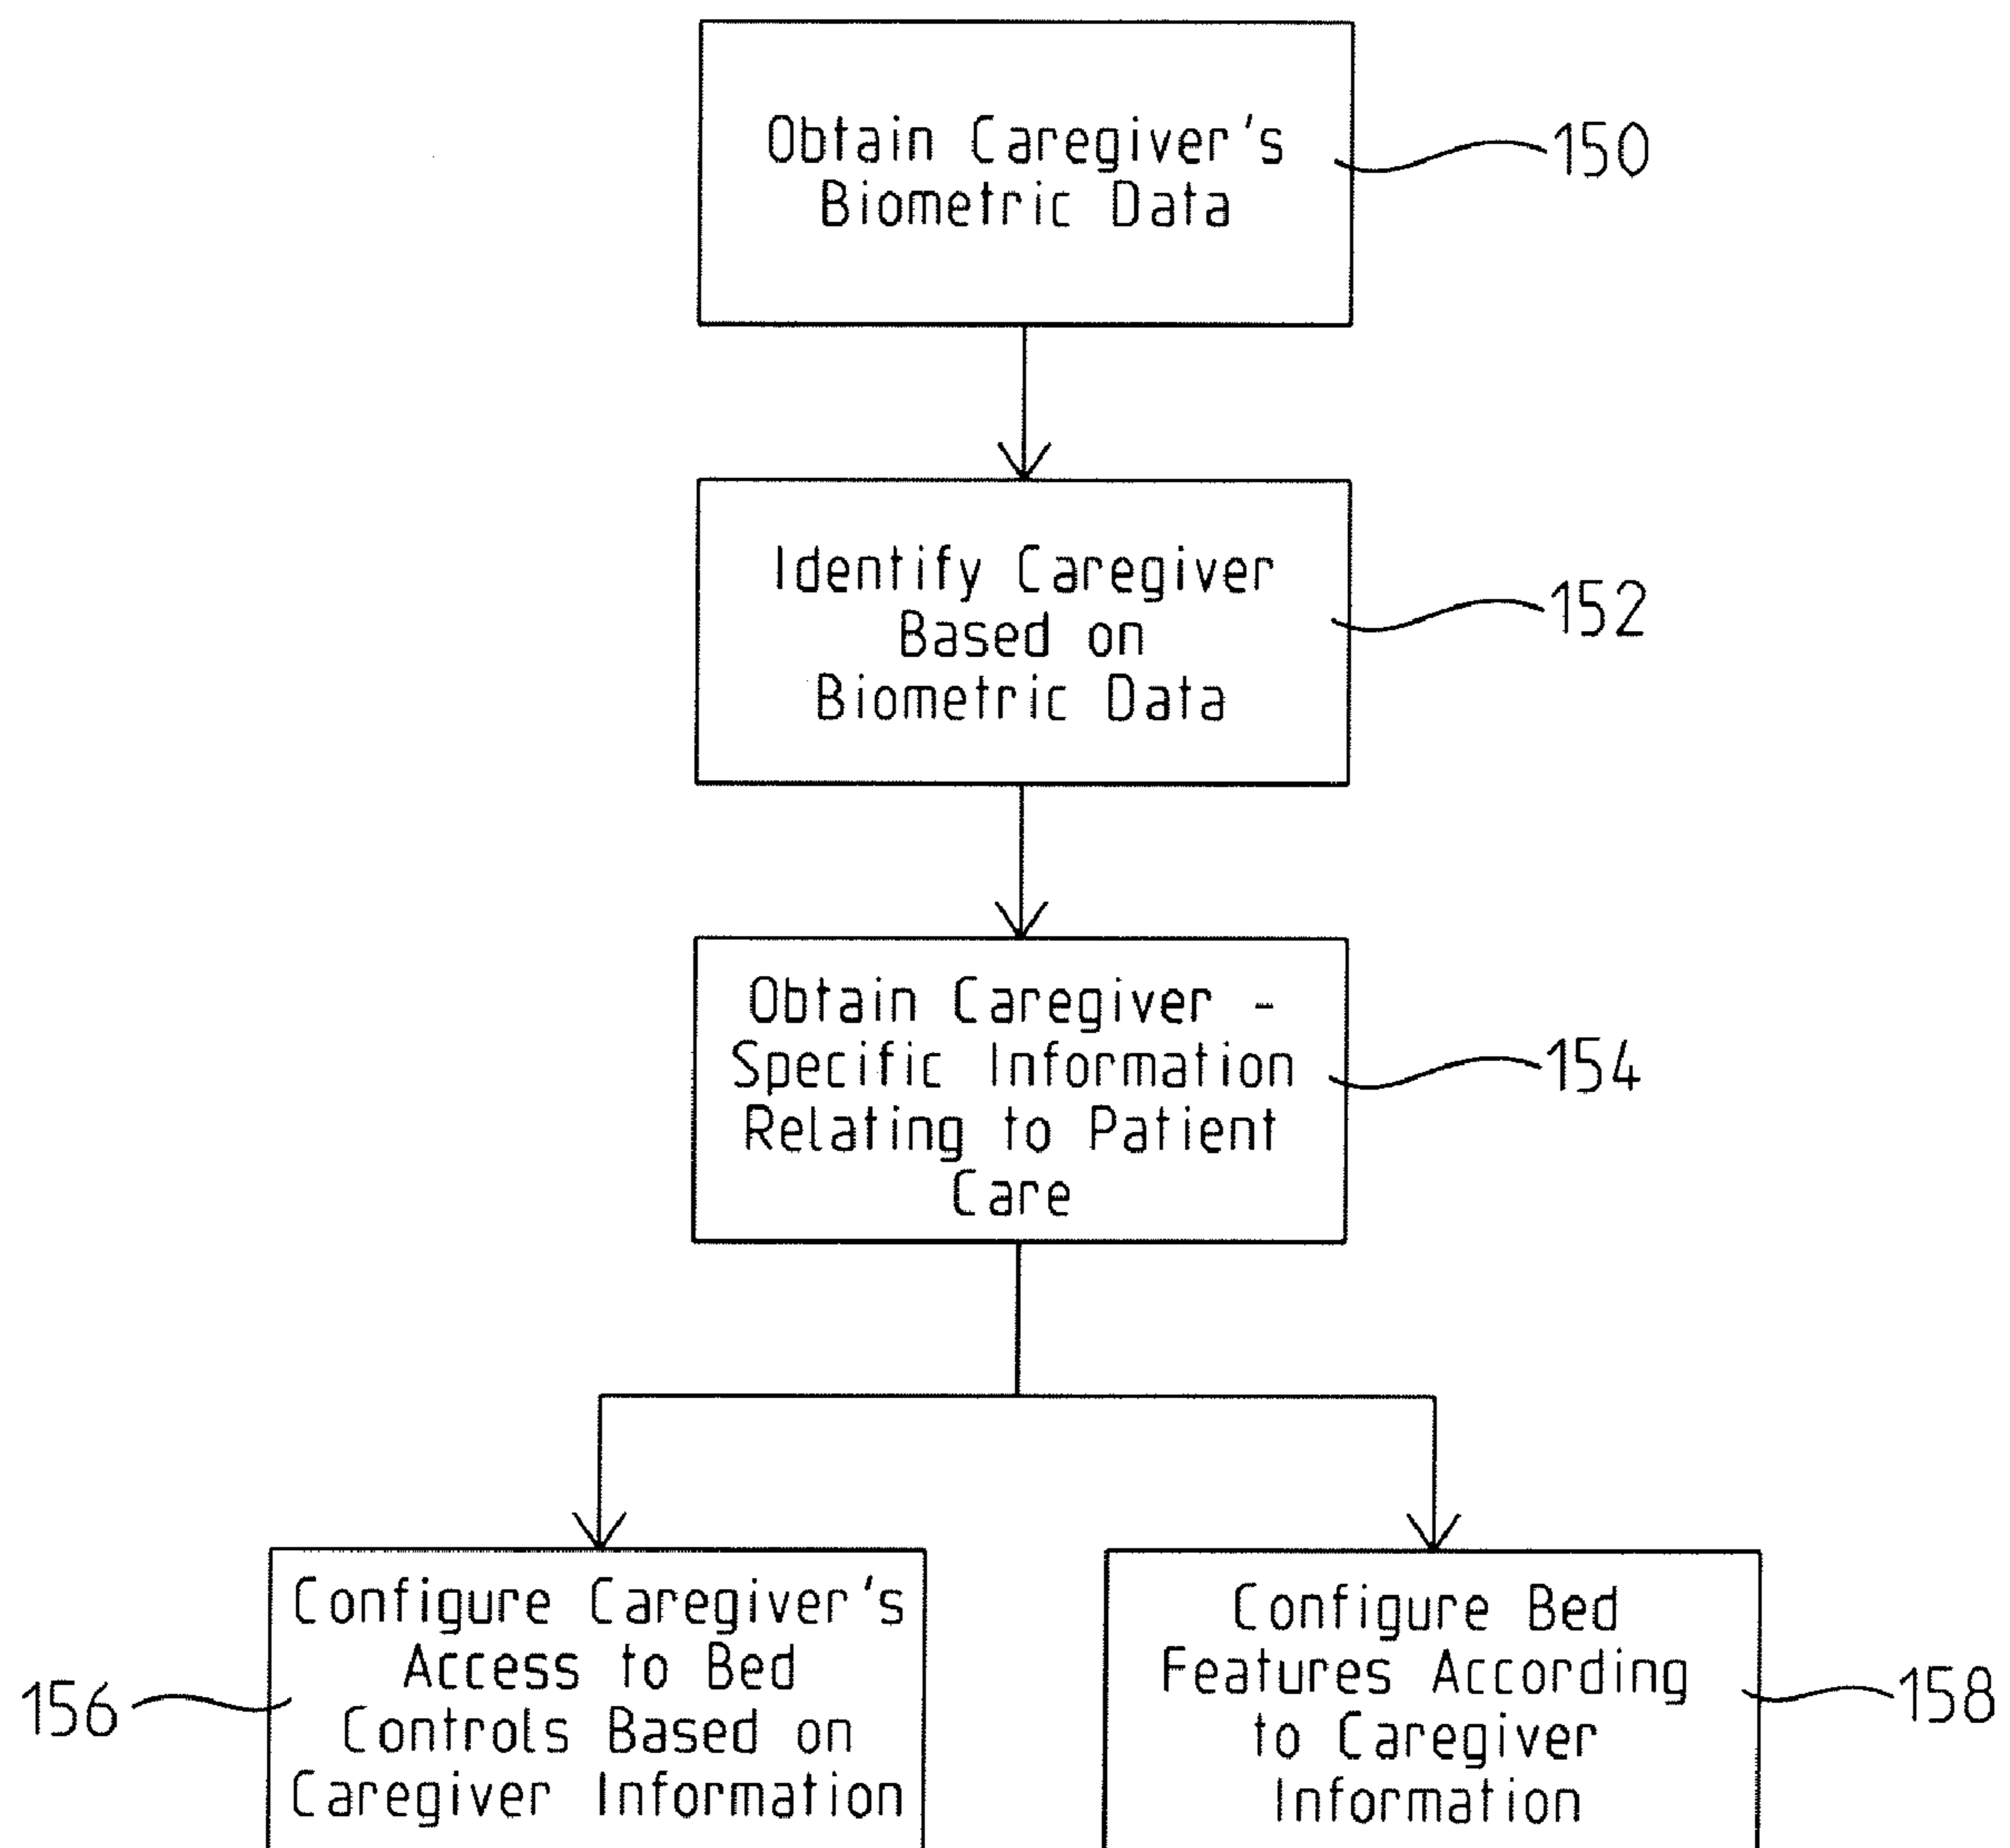 Obtain Caregiver's
Biometric Data
150
Identify Caregiver
Based on
Biometric Data
152
Obtain Caregiver -
Specific Information
Relating to Patient
Care
154
Configure Caregiver's
Access to Bed
Controls Based on
Caregiver Information
156
Configure Bed
Features According
to Caregiver
Information
158